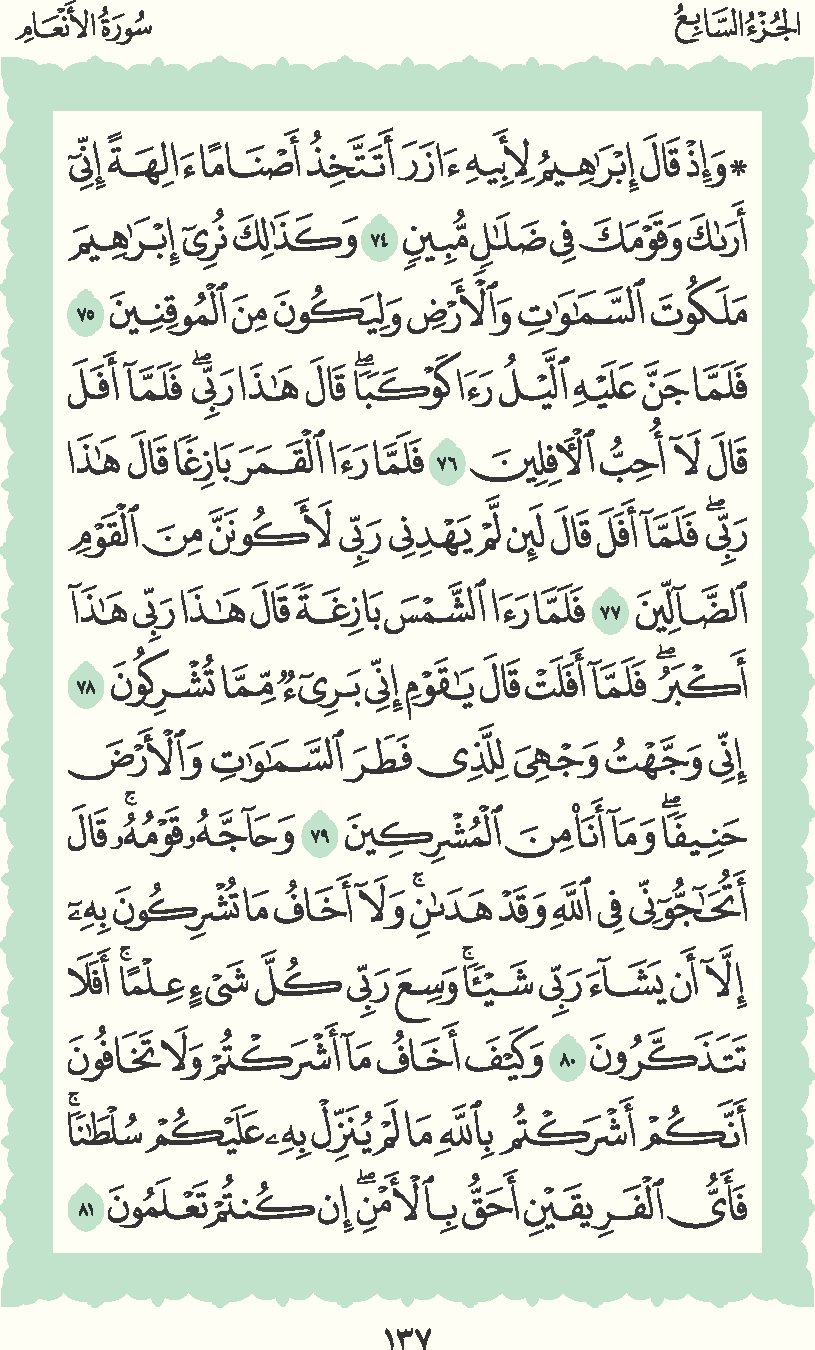 الجُزْءُ السَّابِعُ سُورَةُ الأَنْعَامِ
۞وَإِذْ قَالَ إِبْرَٰهِيمُ لِأَبِيهِ ءَازَرَ أَتَتَّخِذُ أَصْنَامًا ءَالِهَةً إِنِّىٓ
أَرَىٰكَ وَقَوْمَكَ فِى ضَلَٰلٍ مُّبِينٍ ٧٤ وَكَذَٰلِكَ نُرِىٓ إِبْرَٰهِيمَ
مَلَكُوتَ ٱلسَّمَٰوَٰتِ وَٱلْأَرْضِ وَلِيَكُونَ مِنَ ٱلْمُوقِنِينَ ٧٥
فَلَمَّا جَنَّ عَلَيْهِ ٱلَّيْلُ رَءَا كَوْكَبًا ۖ قَالَ هَٰذَا رَبِّى ۖ فَلَمَّآ أَفَلَ
قَالَ لَآ أُحِبُّ ٱلْءَافِلِينَ ٧٦ فَلَمَّا رَءَا ٱلْقَمَرَ بَازِغًا قَالَ هَٰذَا
رَبِّى ۖ فَلَمَّآ أَفَلَ قَالَ لَئِن لَّمْ يَهْدِنِى رَبِّى لَأَكُونَنَّ مِنَ ٱلْقَوْمِ
ٱلضَّآلِّينَ ٧٧ فَلَمَّا رَءَا ٱلشَّمْسَ بَازِغَةً قَالَ هَٰذَا رَبِّى هَٰذَآ
أَكْبَرُ ۖ فَلَمَّآ أَفَلَتْ قَالَ يَٰقَوْمِ إِنِّى بَرِىٓءٌ مِّمَّا تُشْرِكُونَ ٧٨
إِنِّى وَجَّهْتُ وَجْهِىَ لِلَّذِى فَطَرَ ٱلسَّمَٰوَٰتِ وَٱلْأَرْضَ
حَنِيفًا ۖ وَمَآ أَنَا۠ مِنَ ٱلْمُشْرِكِينَ ٧٩ وَحَآجَّهُۥ قَوْمُهُۥ ۚ قَالَ
أَتُحَٰٓجُّوٓنِّى فِى ٱللَّهِ وَقَدْ هَدَىٰنِ ۚ وَلَآ أَخَافُ مَا تُشْرِكُونَ بِهِۦٓ
إِلَّآ أَن يَشَآءَ رَبِّى شَيْـًٔا ۗ وَسِعَ رَبِّى كُلَّ شَىْءٍ عِلْمًا ۗ أَفَلَا
تَتَذَكَّرُونَ ٨٠ وَكَيْفَ أَخَافُ مَآ أَشْرَكْتُمْ وَلَا تَخَافُونَ
أَنَّكُمْ أَشْرَكْتُم بِٱللَّهِ مَا لَمْ يُنَزِّلْ بِهِۦ عَلَيْكُمْ سُلْطَٰنًا ۚ
فَأَىُّ ٱلْفَرِيقَيْنِ أَحَقُّ بِٱلْأَمْنِ ۖ إِن كُنتُمْ تَعْلَمُونَ ٨١
١٣٧